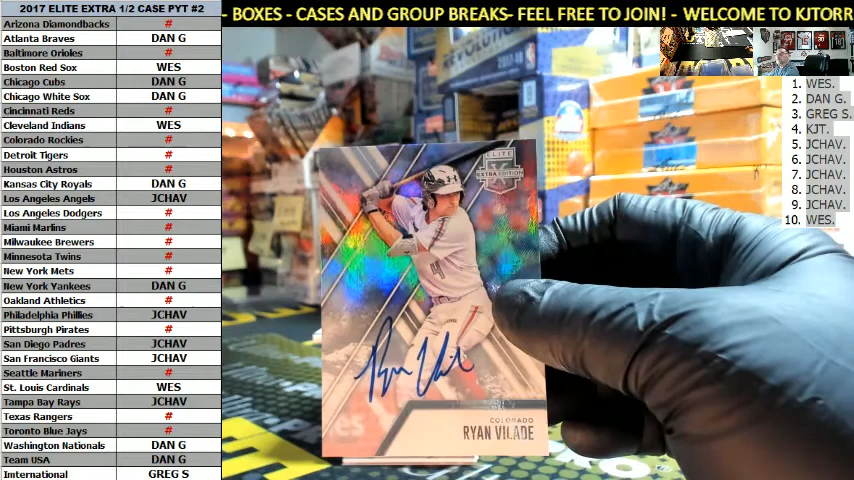 2017 ELITE EXTRA 1/2 CASE PYT #2
Arizona Diamondbacks #
Atlanta Braves DAN G
Baltimore Orioles #
Boston Red Sox WES
Chicago Cubs DAN G
Chicago White Sox DAN G
Cincinnati Reds #
Cleveland Indians WES
Colorado Rockies #
Detroit Tigers #
Houston Astros #
Kansas City Royals DAN G
Los Angeles Angels JCHAV
Los Angeles Dodgers #
Miami Marlins #
Milwaukee Brewers #
Minnesota Twins #
New York Mets #
New York Yankees DAN G
Oakland Athletics #
Philadelphia Phillies JCHAV
Pittsburgh Pirates #
San Diego Padres JCHAV
San Francisco Giants JCHAV
Seattle Mariners #
St. Louis Cardinals WES
Tampa Bay Rays JCHAV
Texas Rangers #
Toronto Blue Jays #
Washington Nationals DAN G
Team USA DAN G
International GREG S
- BOXES - CASES AND GROUP BREAKS- FEEL FREE TO JOIN! - WELCOME TO KJTORR
1. WES.
2. DAN G.
3. GREG S.
4. KJT.
5. JCHAV.
6. JCHAV.
7. JCHAV.
8. JCHAV.
9. JCHAV.
10. WES.
REVOLUTION
2017-18
ELITE
EXTRA EDITION
4
COLORADO
RYAN VILADE